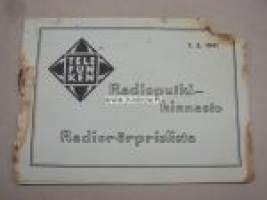 TELE
FUN
KEN
Radioputki-
hinnasto
Radiorörprislista